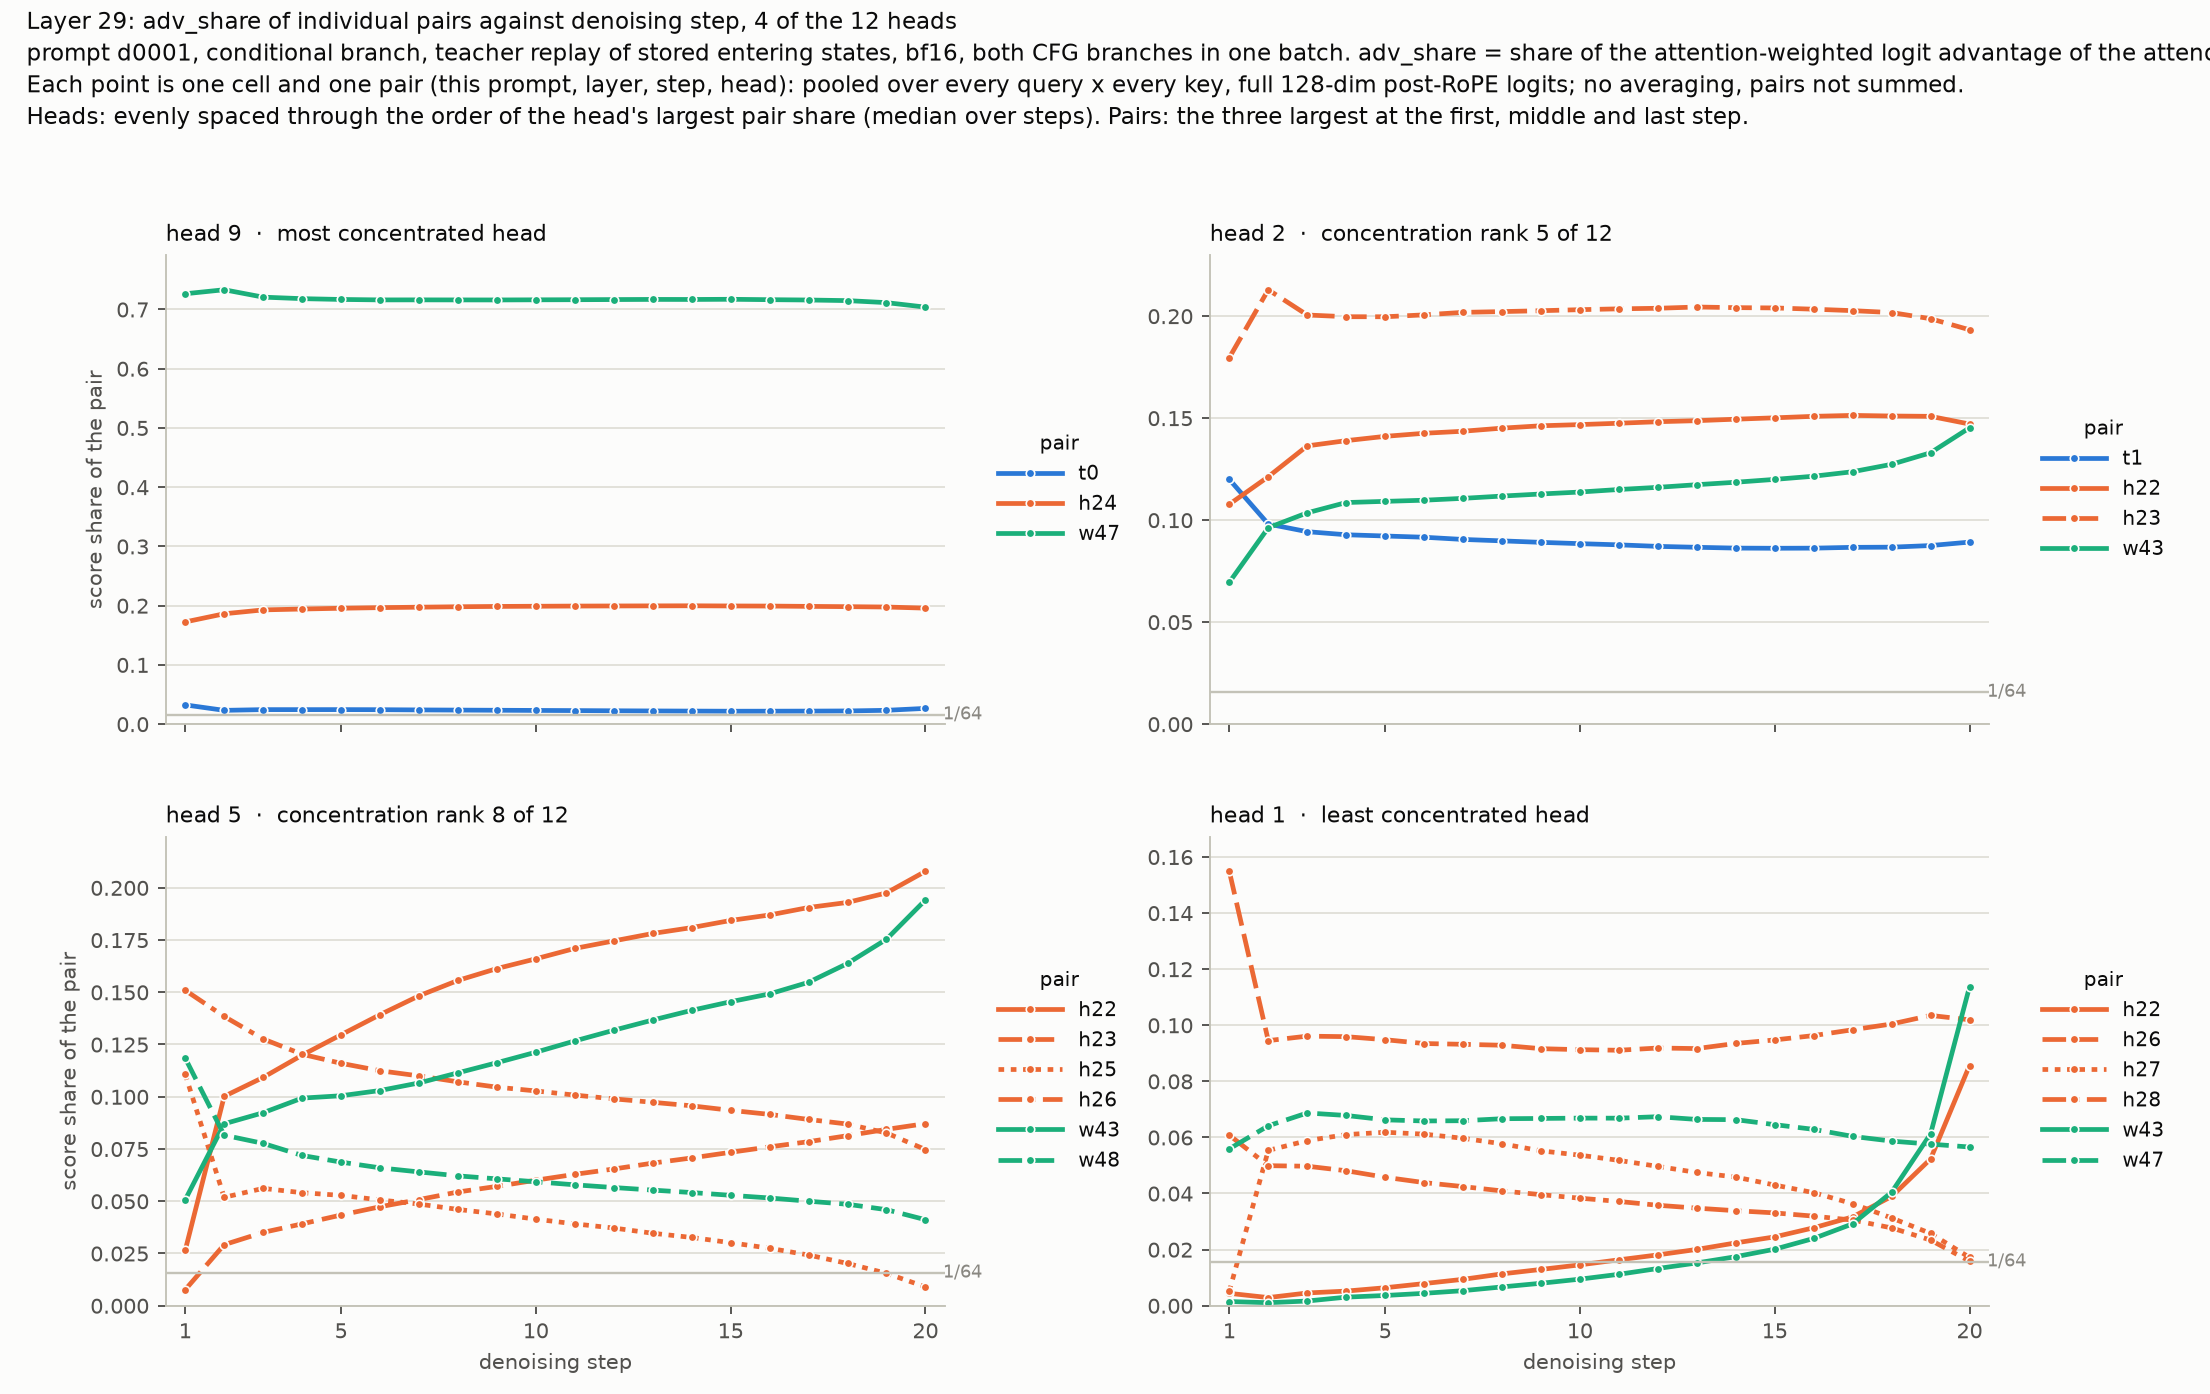 Layer 29: adv_share of individual pairs against denoising step, 4 of the 12 heads
prompt d0001, conditional branch, teacher replay of stored entering states, bf16, both CFG branches in one batch. adv_share = share of the attention-weighted logit advantage of the
Each point is one cell and one pair (this prompt, layer, step, head): pooled over every query x every key, full 128-dim post-RoPE logits; no averaging, pairs not summed.
Heads: evenly spaced through the order of the head's largest pair share (median over steps). Pairs: the three largest at the first, middle and last step.
head 9 · most concentrated head
score share of the pair
0.7
0.6
0.5
0.4
0.3
0.2
0.1
0.0
1/64
pair
t0
h24
w47
head 2 · concentration rank 5 of 12
0.20
0.15
0.10
0.05
0.00
1/64
pair
t1
h22
h23
w43
head 5 · concentration rank 8 of 12
score share of the pair
0.200
0.175
0.150
0.125
0.100
0.075
0.050
0.025
0.000
1/64
1
5
10
15
20
denoising step
pair
h22
h23
h25
h26
w43
w48
head 1 · least concentrated head
0.16
0.14
0.12
0.10
0.08
0.06
0.04
0.02
0.00
1/64
1
5
10
15
20
denoising step
pair
h22
h26
h27
h28
w43
w47